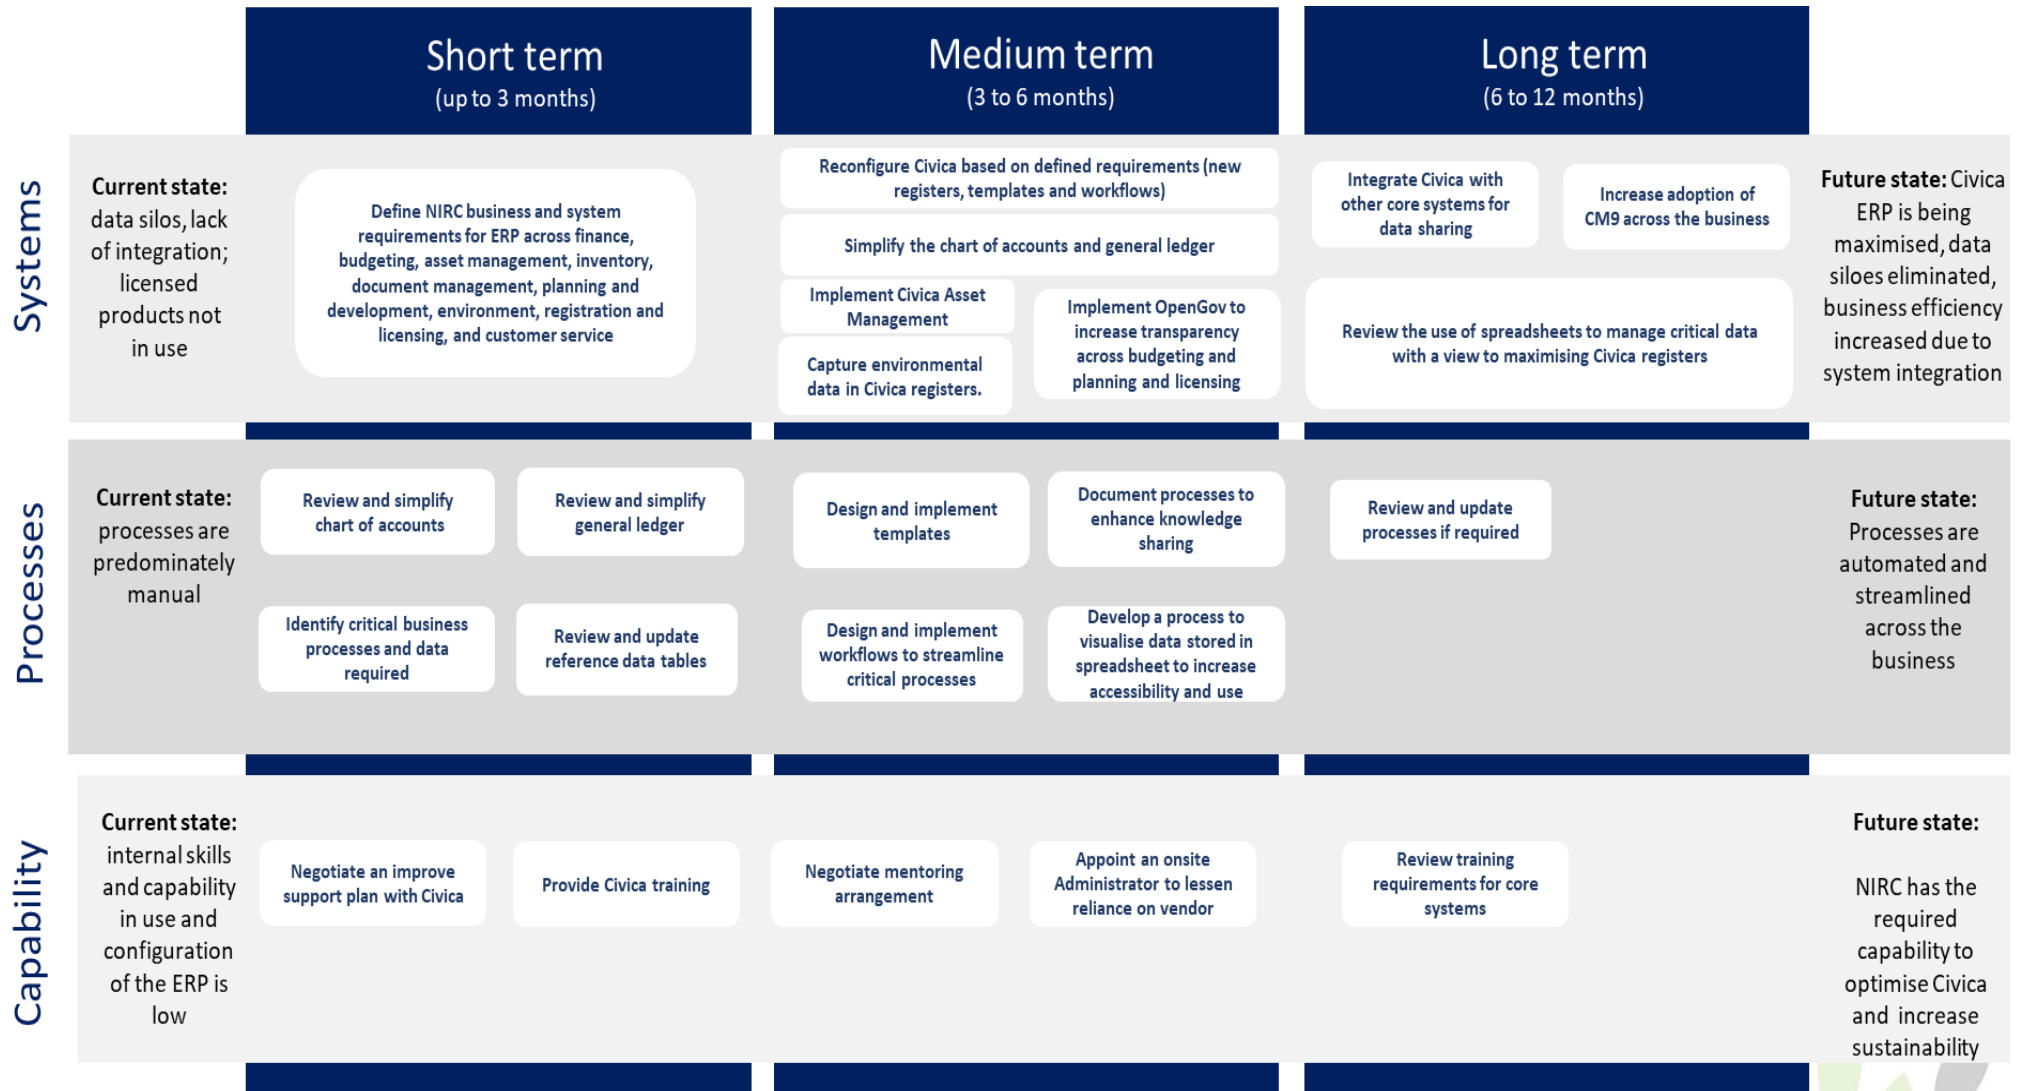 Short term
(up to 3 months)
Medium term
(3 to 6 months)
Long term
(6 to 12 months)
Systems
Current state:
data silos, lack
of integration;
licensed
products not
in use
Define NIRC business and system
requirements for ERP across finance,
budgeting, asset management, inventory,
document management, planning and
development, environment, registration and
licensing, and customer service
Reconfigure Civica based on defined requirements (new
registers, templates and workflows)
Simplify the chart of accounts and general ledger
Implement Civica Asset
Management
Capture environmental
data in Civica registers.
Implement OpenGov to
increase transparency
across budgeting and
planning and licensing
Integrate Civica with
other core systems for
data sharing
Increase adoption of
CM9 across the business
Review the use of spreadsheets to manage critical data
with a view to maximising Civica registers
Future state: Civica
ERP is being
maximised, data
siloes eliminated,
business efficiency
increased due to
system integration
Processes
Current state:
processes are
predominately
manual
Review and simplify
chart of accounts
Review and simplify
general ledger
Identify critical business
processes and data
required
Review and update
reference data tables
Design and implement
templates
Document processes to
enhance knowledge
sharing
Design and implement
workflows to streamline
critical processes
Develop a process to
visualise data stored in
spreadsheet to increase
accessibility and use
Review and update
processes if required
Future state:
Processes are
automated and
streamlined
across the
business
Capability
Current state:
internal skills
and capability
in use and
configuration
of the ERP is
low
Negotiate an improve
support plan with Civica
Provide Civica training
Negotiate mentoring
arrangement
Appoint an onsite
Administrator to lessen
reliance on vendor
Review training
requirements for core
systems
Future state:
NIRC has the
required
capability to
optimise Civica
and increase
sustainability